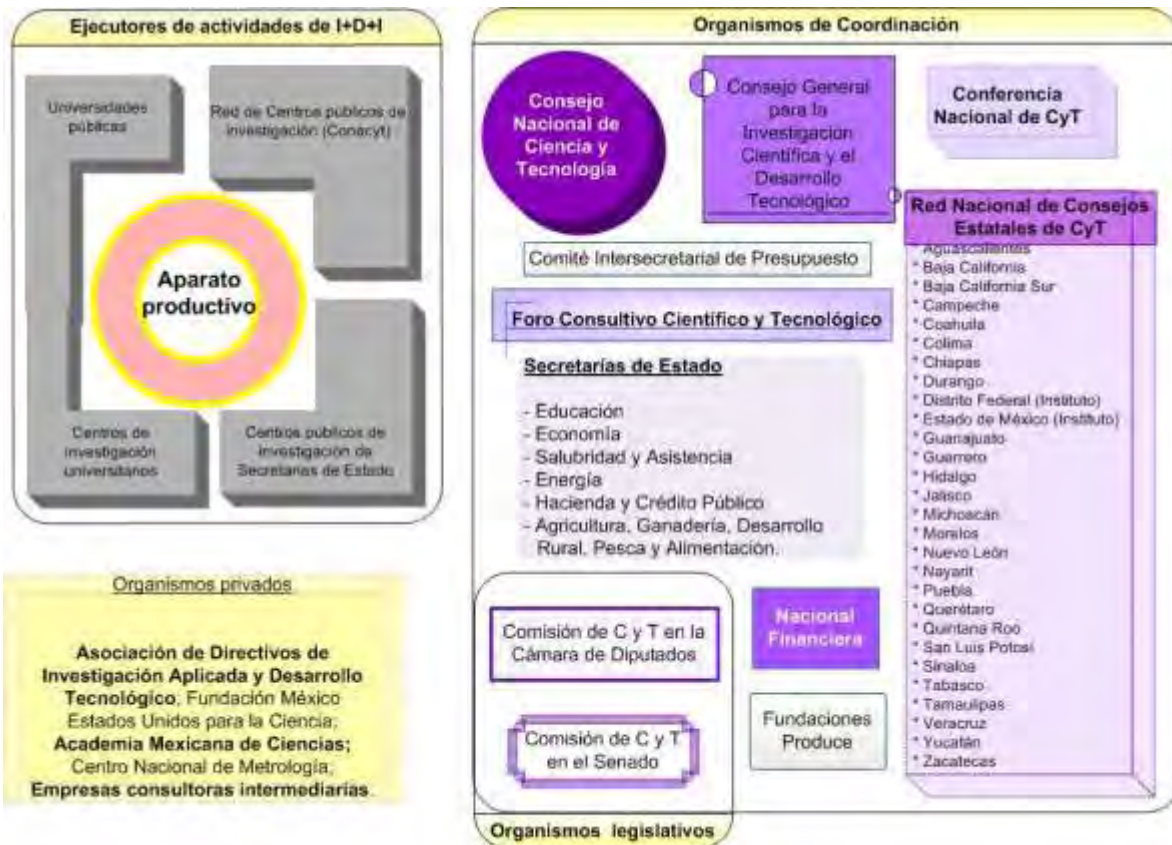 Ejecutores de actividades de I+D+I
Universidades
públicas
Red de Centros públicos de
investigación (Conacyt)
Aparato
productivo
Centros de
investigación
universitarios
Centros públicos de
Investigación de
Secretarías de Estado
Organismos privados
Asociación de Directivos de
Investigación Aplicada y Desarrollo
Tecnológico, Fundación México
Estados Unidos para la Ciencia;
Academia Mexicana de Ciencias;
Centro Nacional de Metrología;
Empresas consultoras intermediarias.
Organismos de Coordinación
Consejo
Nacional de
Ciencia y
Tecnología
Consejo General
para la
Investigación
Científica y el
Desarrollo
Tecnológico
Conferencia
Nacional de CyT
Comité Intersecretarial de Presupuesto
Foro Consultivo Científico y Tecnológico
Secretarías de Estado
- Educación
- Economía
- Salubridad y Asistencia
- Energía
- Hacienda y Crédito Público
- Agricultura, Ganadería, Desarrollo
Rural, Pesca y Alimentación.
Red Nacional de Consejos
Estatales de CyT
* Aguascalientes
* Baja California
* Baja California Sur
* Campeche
* Coahuila
* Colima
* Chiapas
* Durango
* Distrito Federal (Instituto)
* Estado de México (Instituto)
* Guanajuato
* Guerrero
* Hidalgo
* Jalisco
* Michoacán
* Morelos
* Nuevo León
* Nayarit
* Puebla
* Querétaro
* Quintana Roo
* San Luis Potosí
* Sinaloa
* Tabasco
* Tamaulipas
* Veracruz
* Yucatán
* Zacatecas
Comisión de C y T en la
Cámara de Diputados
Comisión de C y T
en el Senado
Organismos legislativos
Nacional
Financiera
Fundaciones
Produce